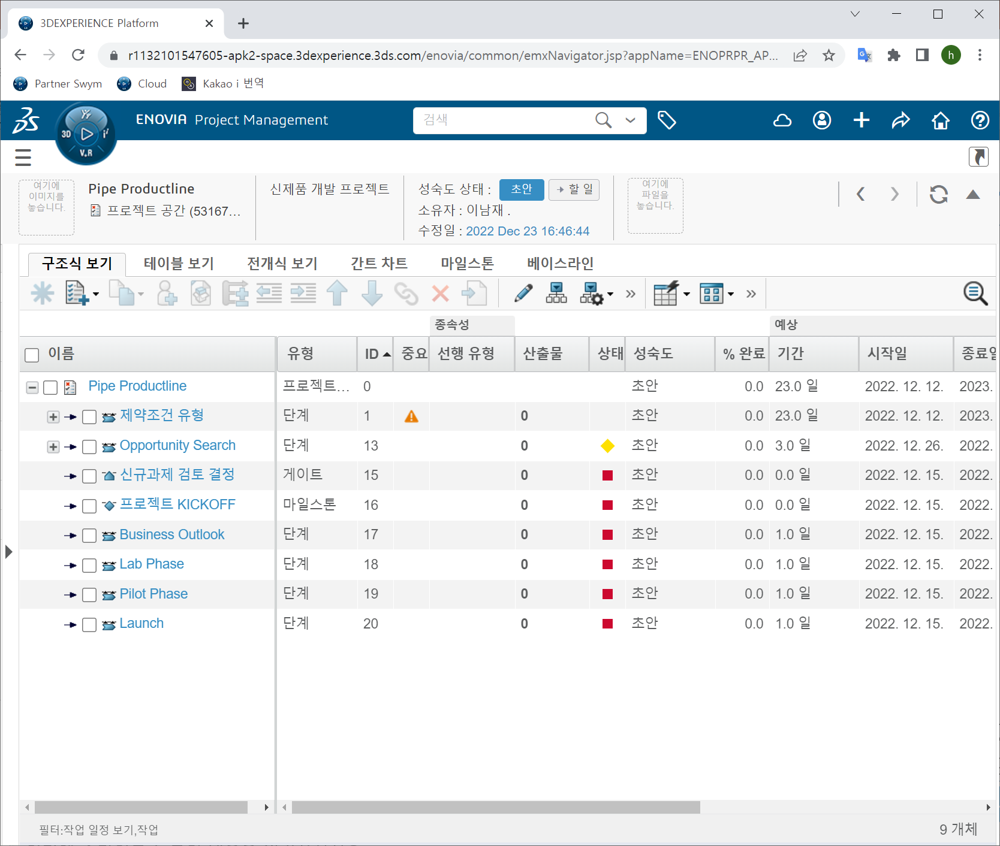 3DEXPERIENCE Platform
r1132101547605-apk2-space.3dexperience.3ds.com/enovia/common/emxNavigator.jsp?appName=ENOPRPR_AP...
h
Partner Swym
Cloud
Kakao i 번역
3D
V.R
ENOVIA Project Management
검색
여기에
이미지를
놓습니다.
Pipe Productline
프로젝트 공간 (53167...
신제품 개발 프로젝트
성숙도 상태 : 초안 할 일
소유자 : 이남재 .
수정일 : 2022 Dec 23 16:46:44
여기에
파일을
놓습니다.
구조식 보기 테이블 보기 전개식 보기 간트 차트 마일스톤 베이스라인
종속성 예상
이름 유형 ID 중요 선행 유형 산출물 상태 성숙도 % 완료 기간 시작일 종료일
Pipe Productline 프로젝트... 0 초안 0.0 23.0 일 2022. 12. 12. 2023.
제약조건 유형 단계 1 0 초안 0.0 23.0 일 2022. 12. 12. 2023.
Opportunity Search 단계 13 0 초안 0.0 3.0 일 2022. 12. 26. 2022.
신규과제 검토 결정 게이트 15 0 초안 0.0 0.0 일 2022. 12. 15. 2022.
프로젝트 KICKOFF 마일스톤 16 0 초안 0.0 0.0 일 2022. 12. 15. 2022.
Business Outlook 단계 17 0 초안 0.0 1.0 일 2022. 12. 15. 2022.
Lab Phase 단계 18 0 초안 0.0 1.0 일 2022. 12. 15. 2022.
Pilot Phase 단계 19 0 초안 0.0 1.0 일 2022. 12. 15. 2022.
Launch 단계 20 0 초안 0.0 1.0 일 2022. 12. 15. 2022.
필터:작업 일정 보기,작업
9 개체